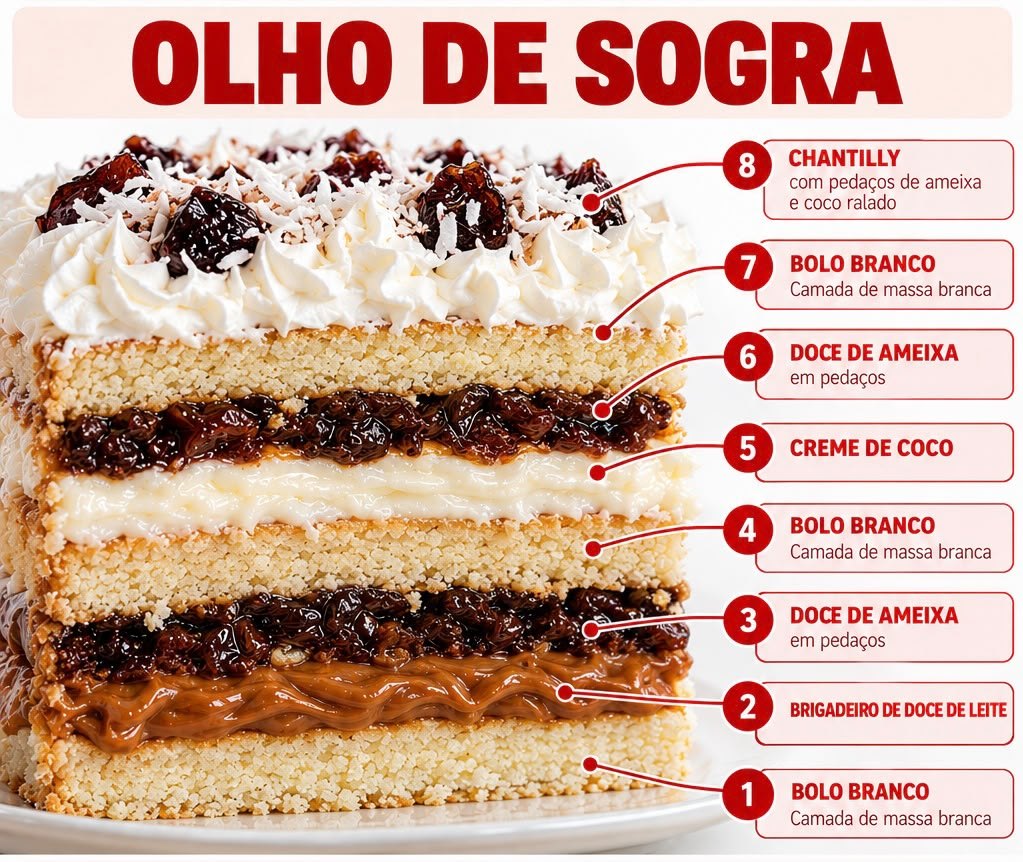 OLHO DE SOGRA
8
CHANTILLY
com pedaços de ameixa
e coco ralado
7
BOLO BRANCO
Camada de massa branca
6
DOCE DE AMEIXA
em pedaços
5
CREME DE COCO
4
BOLO BRANCO
Camada de massa branca
3
DOCE DE AMEIXA
em pedaços
2
BRIGADEIRO DE DOCE DE LEITE
1
BOLO BRANCO
Camada de massa branca